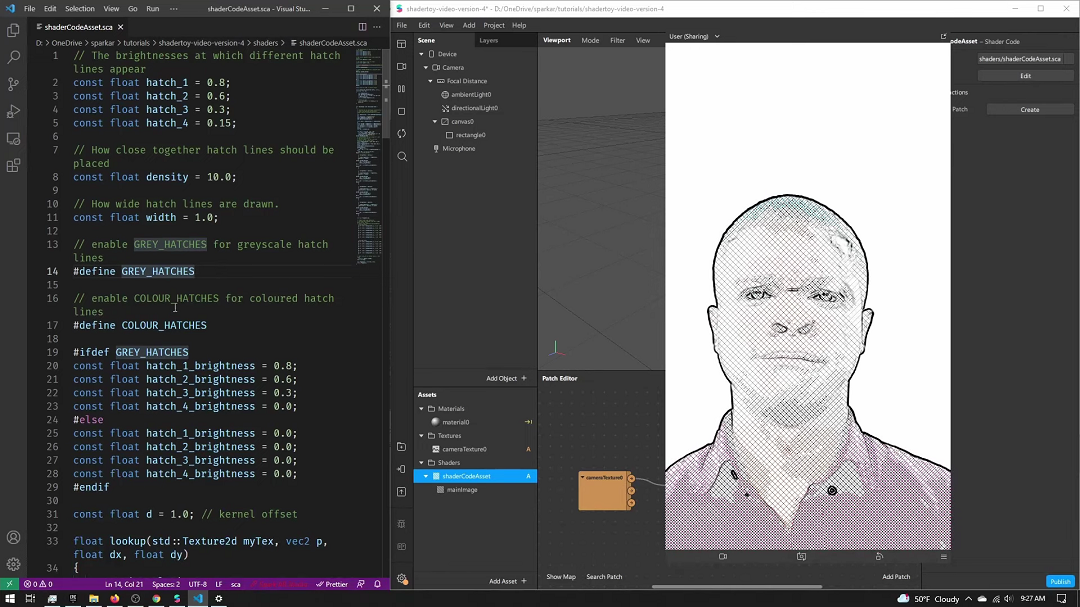 File Edit Selection View Go Run ··· shaderCodeAsset.sca - Visual Stud...
D:\OneDrive\sparkar\tutorials\shadertoy-video-version-4
shaderCodeAsset.sca
D: > OneDrive > sparkar > tutorials > shadertoy-video-version-4 > shaders > shaderCodeAsset.sca
1 // The brightnesses at which different hatch
lines appear
2 const float hatch_1 = 0.8;
3 const float hatch_2 = 0.6;
4 const float hatch_3 = 0.3;
5 const float hatch_4 = 0.15;
6
7 // How close together hatch lines should be
placed
8 const float density = 10.0;
9
10 // How wide hatch lines are drawn.
11 const float width = 1.0;
12
13 // enable GREY_HATCHES for greyscale hatch
lines
14 #define GREY_HATCHES
15
16 // enable COLOUR_HATCHES for coloured hatch
lines
17 #define COLOUR_HATCHES
18
19 #ifdef GREY_HATCHES
20 const float hatch_1_brightness = 0.8;
21 const float hatch_2_brightness = 0.6;
22 const float hatch_3_brightness = 0.3;
23 const float hatch_4_brightness = 0.0;
24 #else
25 const float hatch_1_brightness = 0.0;
26 const float hatch_2_brightness = 0.0;
27 const float hatch_3_brightness = 0.0;
28 const float hatch_4_brightness = 0.0;
29 #endif
30
31 const float d = 1.0; // kernel offset
32
33 float lookup(std::Texture2d myTex, vec2 p,
float dx, float dy)
34 {
0 0 Ln 14, Col 21 Spaces: 2 UTF-8 LF sca Prettier
File Edit View Add Project Help
Scene Layers
Device
Camera
Focal Distance
ambientLight0
directionalLight0
canvas0
rectangle0
Microphone
Add Object +
Assets
Materials
material0
Textures
cameraTexture0 A
Shaders
shaderCodeAsset A
mainImage
Add Asset +
Viewport Mode Filter View
Patch Editor
cameraTexture0
Show Map Search Patch
Add Patch
User (Sharing)
odeAsset - Shader Code
shaders/shaderCodeAsset.sca
Edit
ctions
Patch Create
Publish
50°F Cloudy 9:27 AM